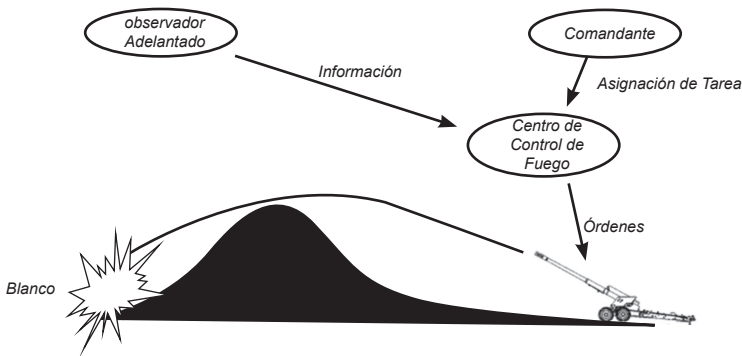 observador
Adelantado
Comandante
Información
Asignación de Tarea
Centro de
Control de
Fuego
Órdenes
Blanco